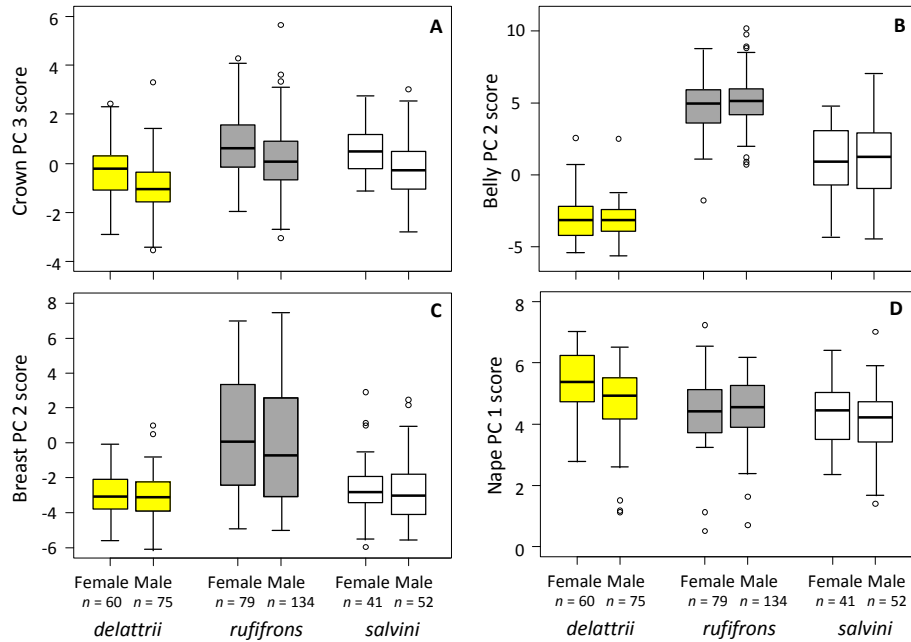 A
Crown PC 3 score
4
2
0
-2
-4
B
Belly PC 2 score
10
5
0
-5
C
Breast PC 2 score
8
6
4
2
0
-2
-4
-6
D
Nape PC 1 score
8
6
4
2
0
Female Male Female Male Female Male
n = 60 n = 75 n = 79 n = 134 n = 41 n = 52
delattrii rufifrons salvini
Female Male Female Male Female Male
n = 60 n = 75 n = 79 n = 134 n = 41 n = 52
delattrii rufifrons salvini